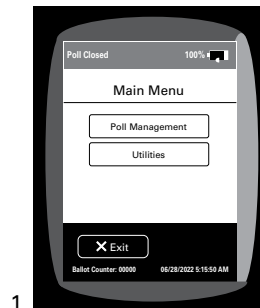 Poll Closed 100%
Main Menu
Poll Management
Utilities
Exit
Ballot Counter: 00000 06/28/2022 5:15:50 AM
1